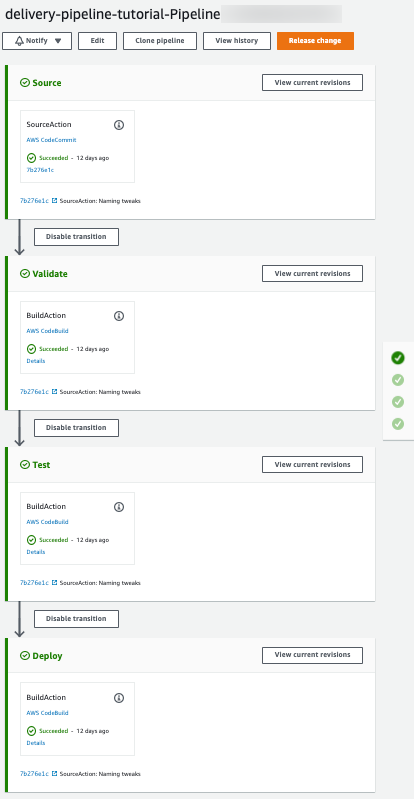 delivery-pipeline-tutorial-Pipeline
Notify Edit Clone pipeline View history Release change
Source View current revisions
SourceAction
AWS CodeCommit
Succeeded - 12 days ago
7b276e1c
7b276e1c SourceAction: Naming tweaks
Disable transition
Validate View current revisions
BuildAction
AWS CodeBuild
Succeeded - 12 days ago
Details
7b276e1c SourceAction: Naming tweaks
Disable transition
Test View current revisions
BuildAction
AWS CodeBuild
Succeeded - 12 days ago
Details
7b276e1c SourceAction: Naming tweaks
Disable transition
Deploy View current revisions
BuildAction
AWS CodeBuild
Succeeded - 12 days ago
Details
7b276e1c SourceAction: Naming tweaks